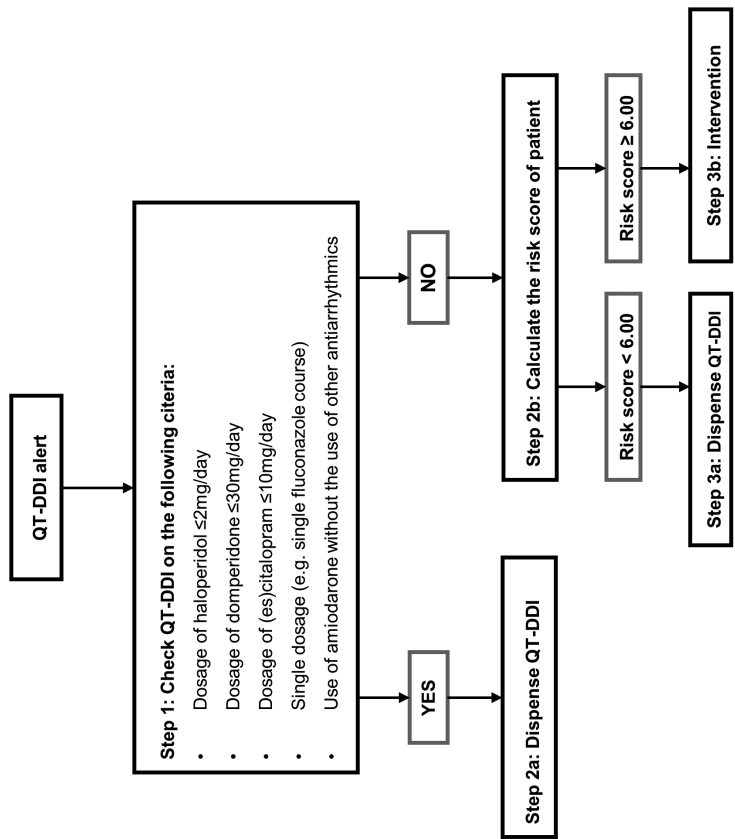 QT-DDI alert
Step 1: Check QT-DDI on the following citeria:
• Dosage of haloperidol ≤2mg/day
• Dosage of domperidone ≤30mg/day
• Dosage of (es)citalopram ≤10mg/day
• Single dosage (e.g. single fluconazole course)
• Use of amiodarone without the use of other antiarrhythmics
YES
NO
Step 2a: Dispense QT-DDI
Step 2b: Calculate the risk score of patient
Risk score < 6.00
Risk score ≥ 6.00
Step 3a: Dispense QT-DDI
Step 3b: Intervention